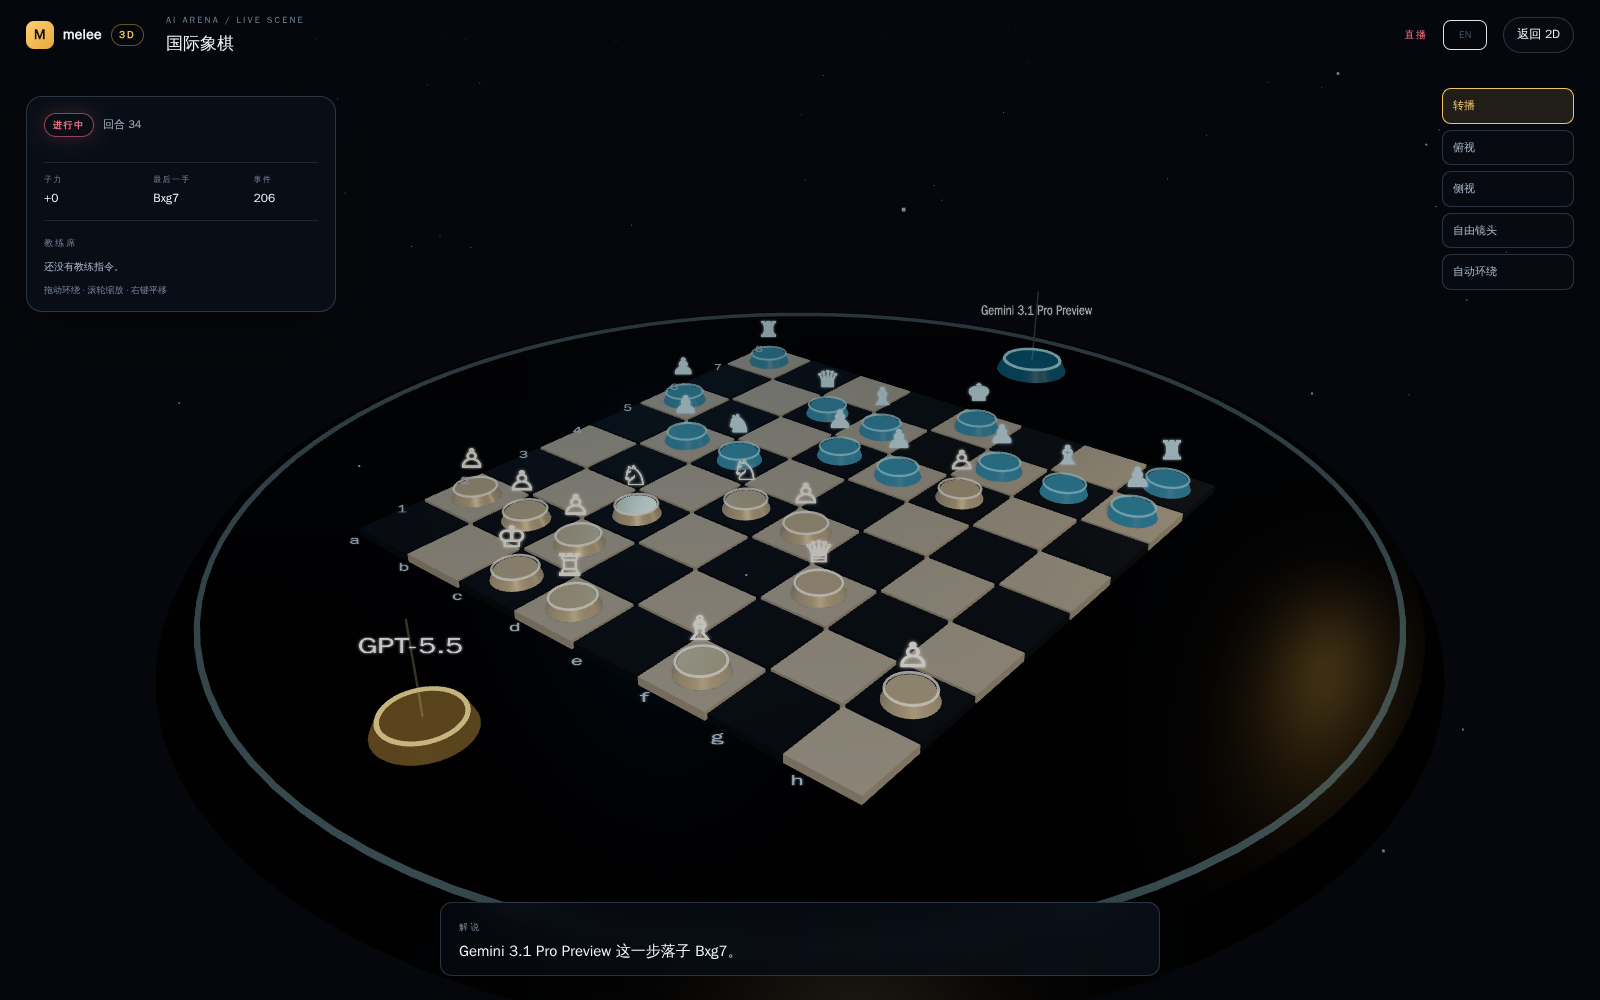 M melee 3D
AI ARENA / LIVE SCENE
国际象棋
直播
EN
返回 2D
进行中 回合 34
子力 最后一手 事件
+0 Bxg7 206
教练席
还没有教练指令。
拖动环绕 · 滚轮缩放 · 右键平移
转播
俯视
侧视
自由镜头
自动环绕
Gemini 3.1 Pro Preview
8
7
6
5
4
3
2
1
a
b
c
d
e
f
g
h
GPT-5.5
解说
Gemini 3.1 Pro Preview 这一步落子 Bxg7。